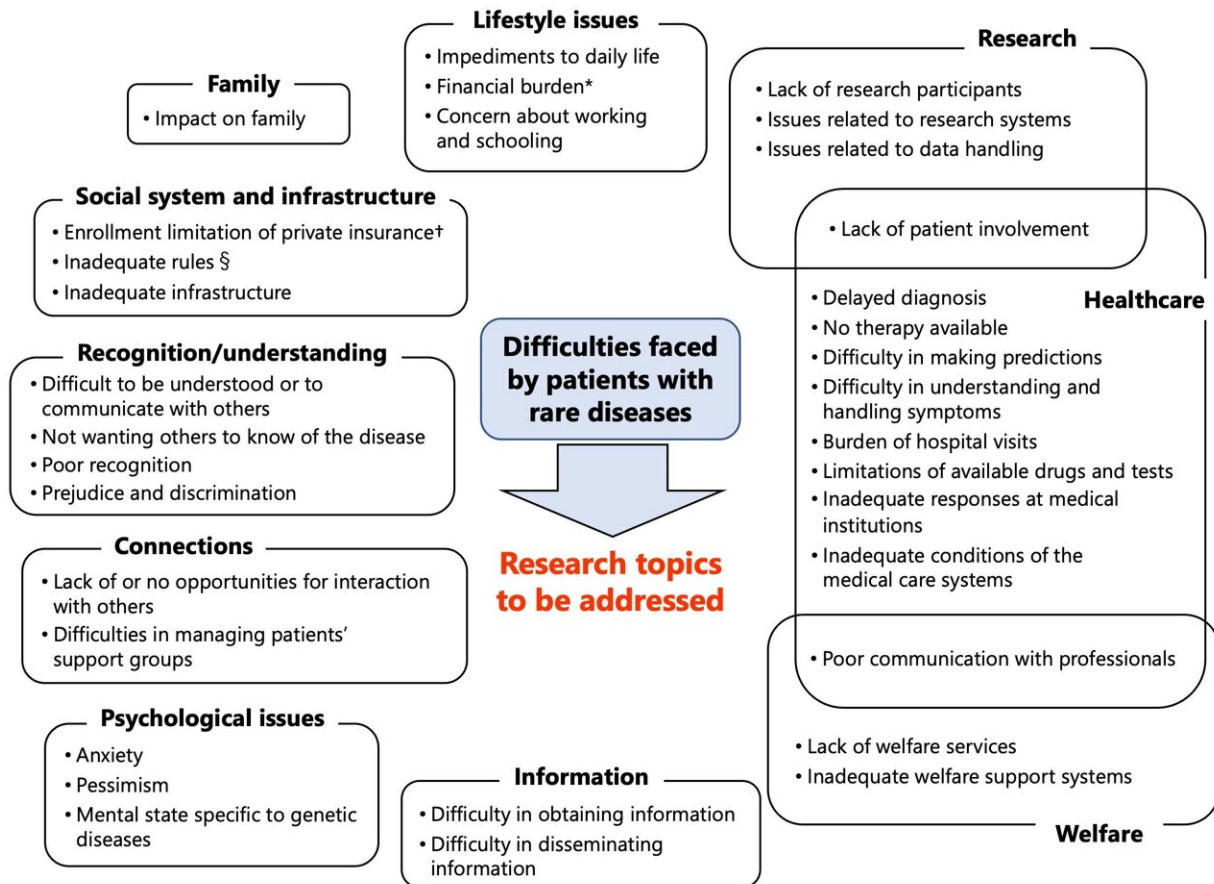 Lifestyle issues
• Impediments to daily life
• Financial burden*
• Concern about working
and schooling
Research
• Lack of research participants
• Issues related to research systems
• Issues related to data handling
• Lack of patient involvement
Family
• Impact on family
Social system and infrastructure
• Enrollment limitation of private insurance†
• Inadequate rules §
• Inadequate infrastructure
Healthcare
• Delayed diagnosis
• No therapy available
• Difficulty in making predictions
• Difficulty in understanding and
handling symptoms
• Burden of hospital visits
• Limitations of available drugs and tests
• Inadequate responses at medical
institutions
• Inadequate conditions of the
medical care systems
• Poor communication with professionals
Difficulties faced
by patients with
rare diseases
Research topics
to be addressed
Recognition/understanding
• Difficult to be understood or to
communicate with others
• Not wanting others to know of the disease
• Poor recognition
• Prejudice and discrimination
Connections
• Lack of or no opportunities for interaction
with others
• Difficulties in managing patients’
support groups
Psychological issues
• Anxiety
• Pessimism
• Mental state specific to genetic
diseases
Information
• Difficulty in obtaining information
• Difficulty in disseminating
information
• Lack of welfare services
• Inadequate welfare support systems
Welfare